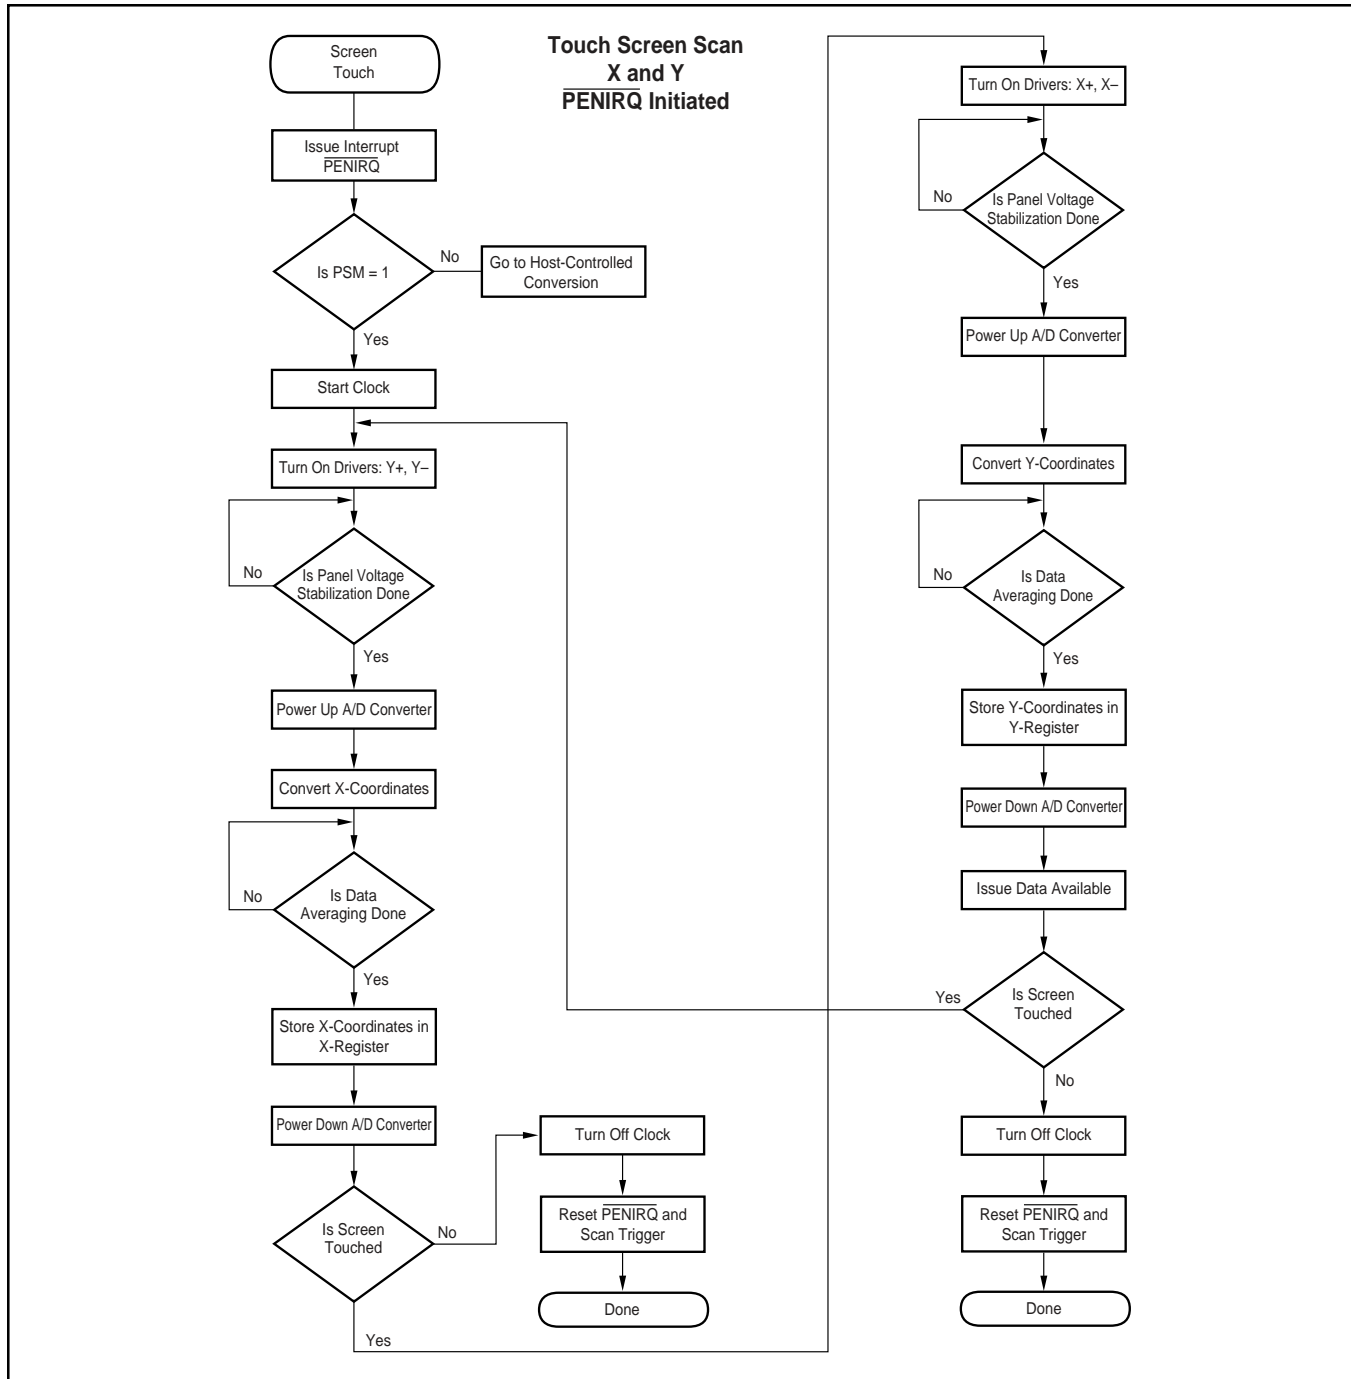 Touch Screen Scan
X and Y
PENIRQ Initiated
Screen
Touch
Issue Interrupt
PENIRQ
Is PSM = 1
No
Go to Host-Controlled
Conversion
Yes
Start Clock
Turn On Drivers: Y+, Y–
Is Panel Voltage
Stabilization Done
No
Yes
Power Up A/D Converter
Convert X-Coordinates
Is Data
Averaging Done
No
Yes
Store X-Coordinates in
X-Register
Power Down A/D Converter
Is Screen
Touched
No
Yes
Turn Off Clock
Reset PENIRQ and
Scan Trigger
Done
Turn On Drivers: X+, X–
Is Panel Voltage
Stabilization Done
No
Yes
Power Up A/D Converter
Convert Y-Coordinates
Is Data
Averaging Done
No
Yes
Store Y-Coordinates in
Y-Register
Power Down A/D Converter
Issue Data Available
Is Screen
Touched
Yes
No
Turn Off Clock
Reset PENIRQ and
Scan Trigger
Done